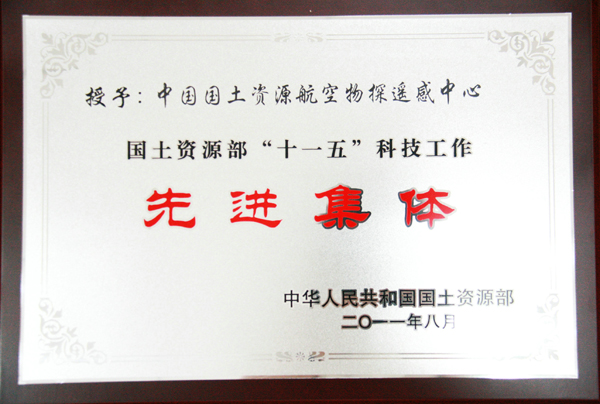 授予：中国国土资源航空物探遥感中心
国土资源部“十一五”科技工作
先进集体
中华人民共和国国土资源部
二〇一一年八月